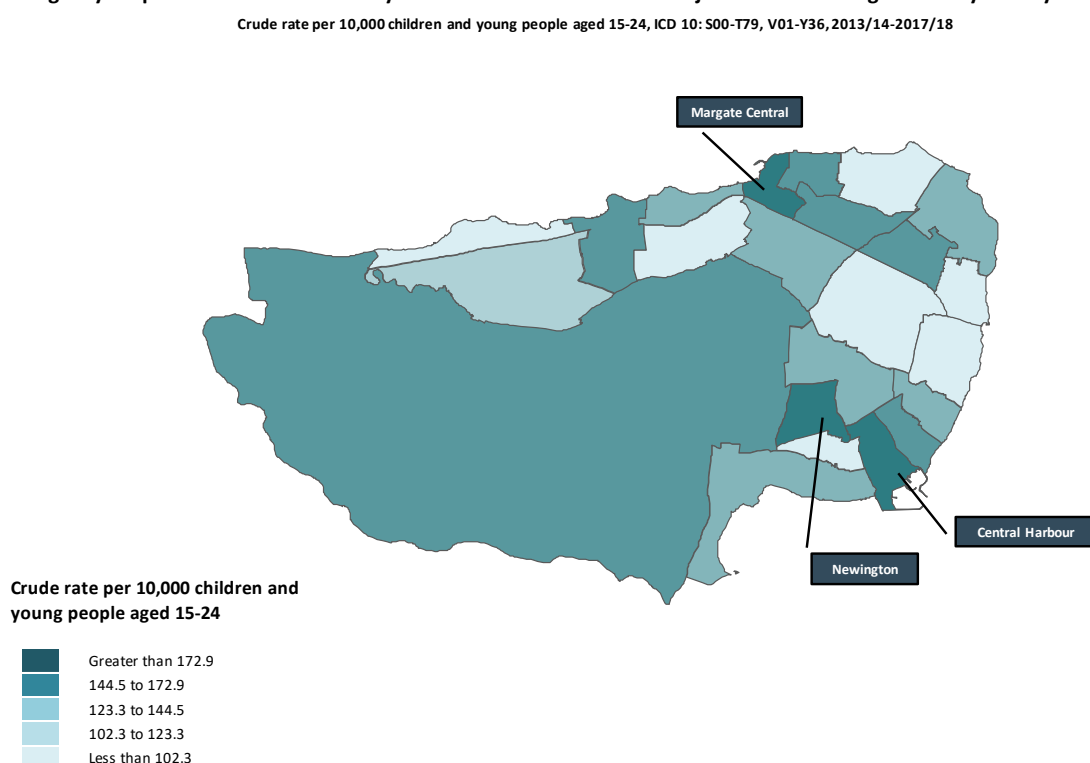 Crude rate per 10,000 children and young people aged 15-24, ICD 10: S00-T79, V01-Y36, 2013/14-2017/18
Margate Central
Central Harbour
Newington
Crude rate per 10,000 children and
young people aged 15-24
Greater than 172.9
144.5 to 172.9
123.3 to 144.5
102.3 to 123.3
Less than 102.3